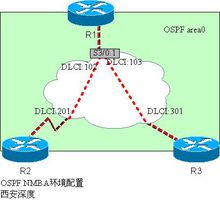 R1
OSPF area0
S3/0.1
DLCI:102
DLCI:103
DLCI:201
DLCI:301
R2
R3
OSPF NMBA环境配置
西安深度